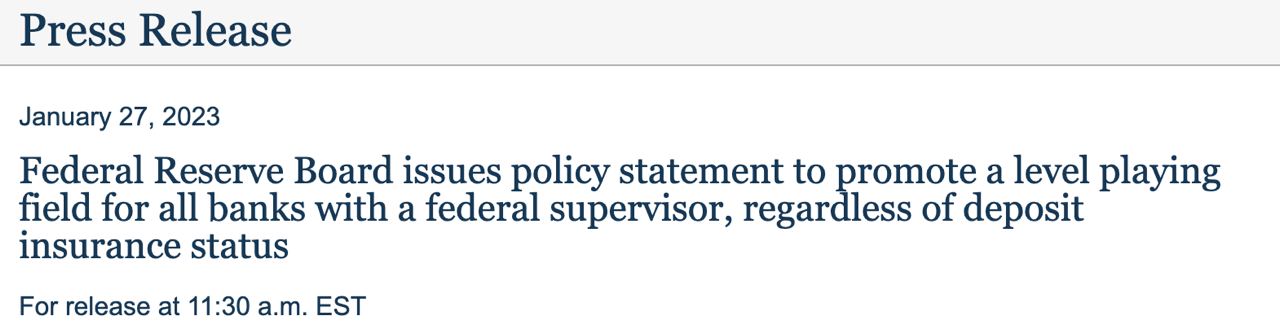 Press Release
January 27, 2023
Federal Reserve Board issues policy statement to promote a level playing
field for all banks with a federal supervisor, regardless of deposit
insurance status
For release at 11:30 a.m. EST